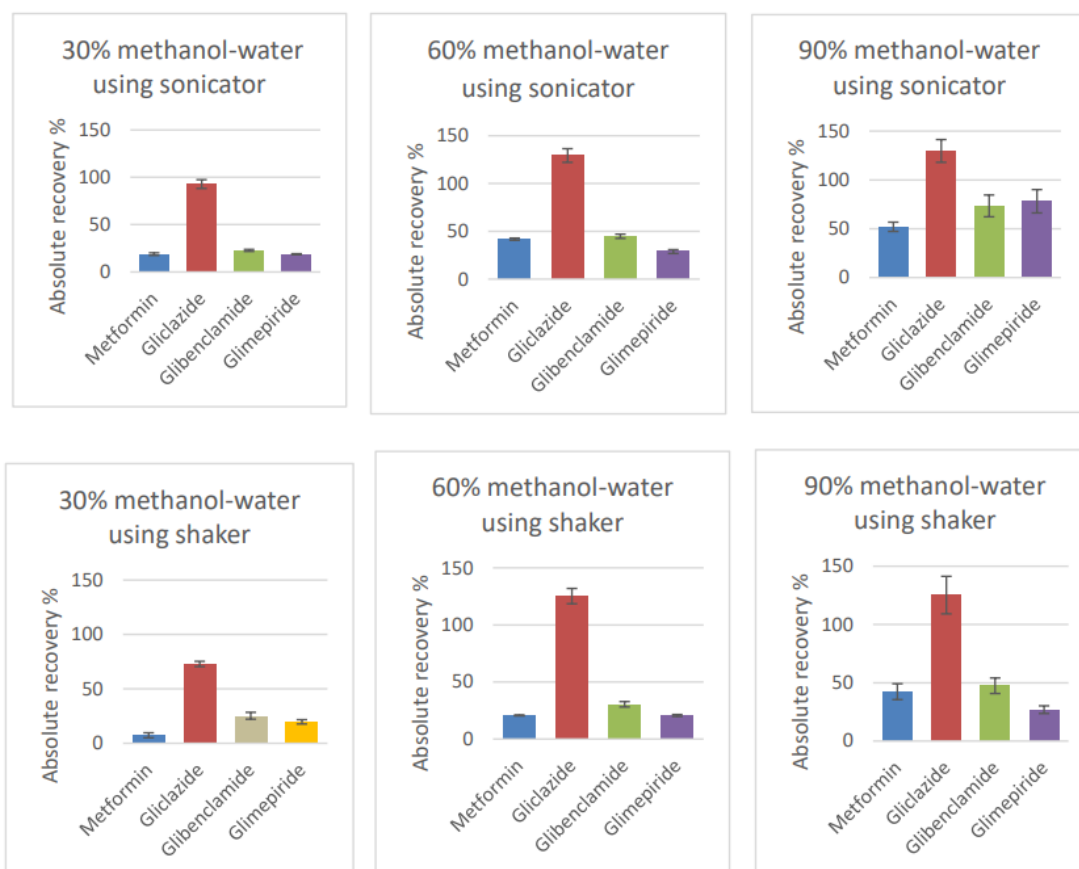 30% methanol-water
using sonicator
Absolute recovery %
150
100
50
0
Metformin
Gliclazide
Glibenclamide
Glimepiride
60% methanol-water
using sonicator
Absolute recovery %
150
100
50
0
Metformin
Gliclazide
Glibenclamide
Glimepiride
90% methanol-water
using sonicator
Absolute recovery %
150
100
50
0
Metformin
Gliclazide
Glibenclamide
Glimepiride
30% methanol-water
using shaker
Absolute recovery %
150
100
50
0
Metformin
Gliclazide
Glibenclamide
Glimepiride
60% methanol-water
using shaker
Absolute recovery %
150
100
50
0
Metformin
Gliclazide
Glibenclamide
Glimepiride
90% methanol-water
using shaker
Absolute recovery %
150
100
50
0
Metformin
Gliclazide
Glibenclamide
Glimepiride